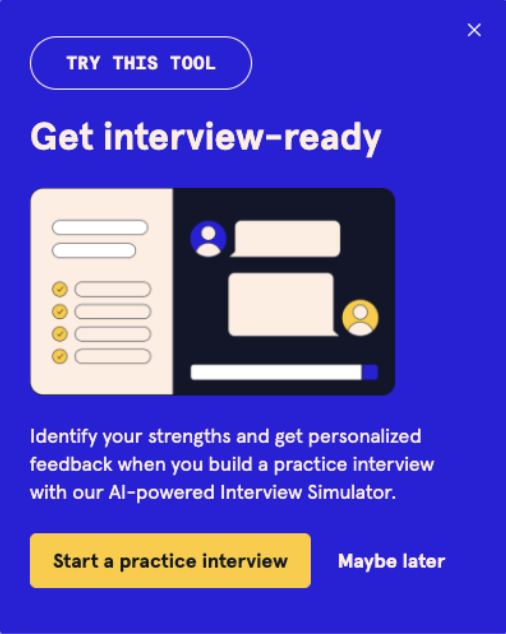 TRY THIS TOOL
Get interview-ready
Identify your strengths and get personalized
feedback when you build a practice interview
with our AI-powered Interview Simulator.
Start a practice interview
Maybe later